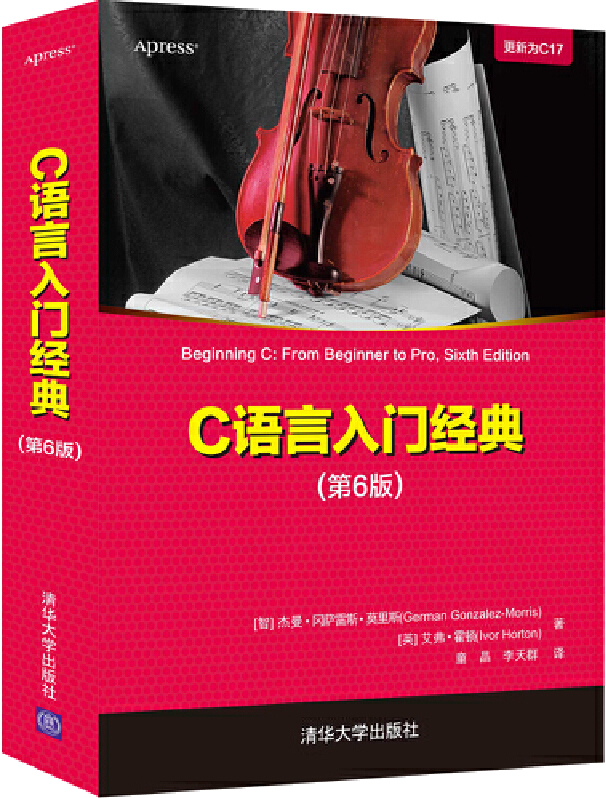 Apress®
C语言入门经典
(第6版)
清华大学出版社
Apress®
更新为C17
Beginning C: From Beginner to Pro, Sixth Edition
C语言入门经典
(第6版)
[智] 杰曼·冈萨雷斯·莫里斯(German Gonzalez-Morris)
[英] 艾弗·霍顿(Ivor Horton) 著
童 晶 李天群 译
清华大学出版社